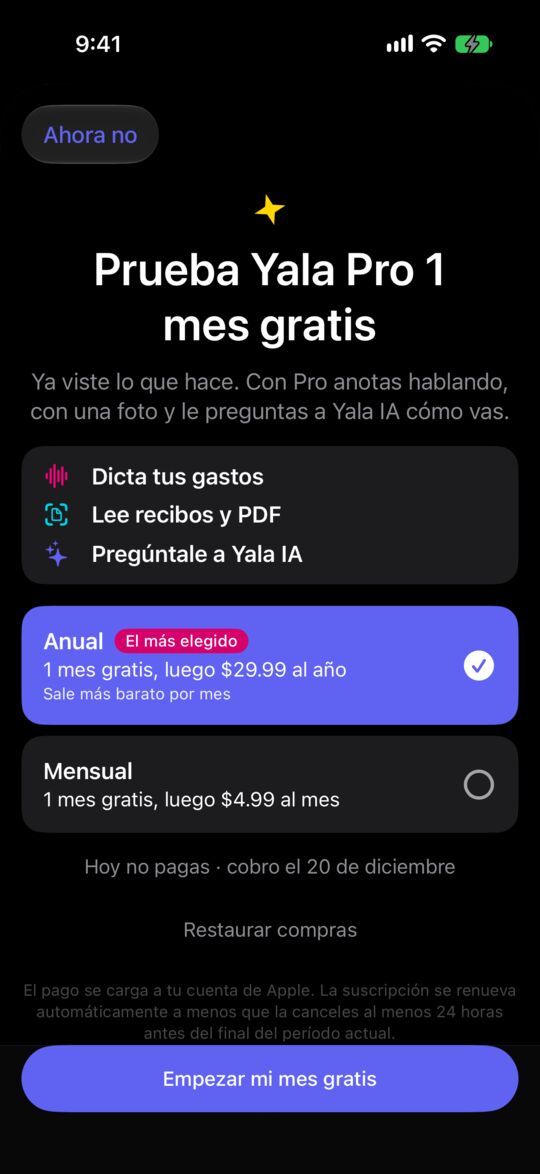 9:41
Ahora no
Prueba Yala Pro 1
mes gratis
Ya viste lo que hace. Con Pro anotas hablando,
con una foto y le preguntas a Yala IA cómo vas.
Dicta tus gastos
Lee recibos y PDF
Pregúntale a Yala IA
Anual El más elegido
1 mes gratis, luego $29.99 al año
Sale más barato por mes
Mensual
1 mes gratis, luego $4.99 al mes
Hoy no pagas · cobro el 20 de diciembre
Restaurar compras
El pago se carga a tu cuenta de Apple. La suscripción se renueva
automáticamente a menos que la canceles al menos 24 horas
antes del final del período actual.
Empezar mi mes gratis